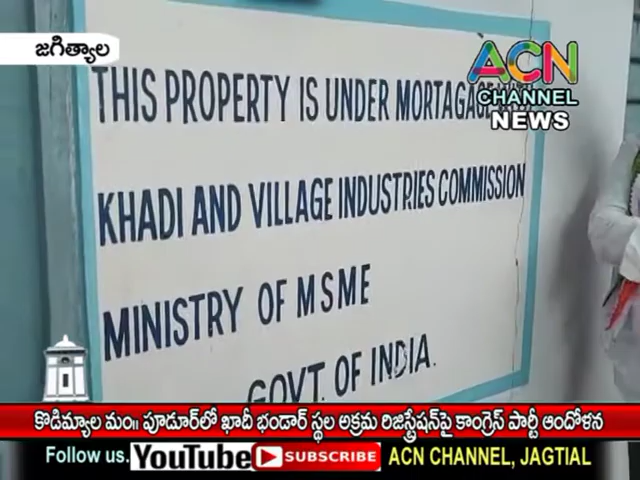 జగిత్యాల
ACN
CHANNEL
NEWS
THIS PROPERTY IS UNDER MORTAGAGE
KHADI AND VILLAGE INDUSTRIES COMMISSION
MINISTRY OF MSME
GOVT. OF INDIA.
కొడిమ్యాల మం॥ పూడూర్‌లో ఖాదీ భండార్ స్థల అక్రమ రిజిస్ట్రేషన్‌పై కాంగ్రెస్ పార్టీ ఆందోళన
Follow us. YouTube SUBSCRIBE ACN CHANNEL, JAGTIAL